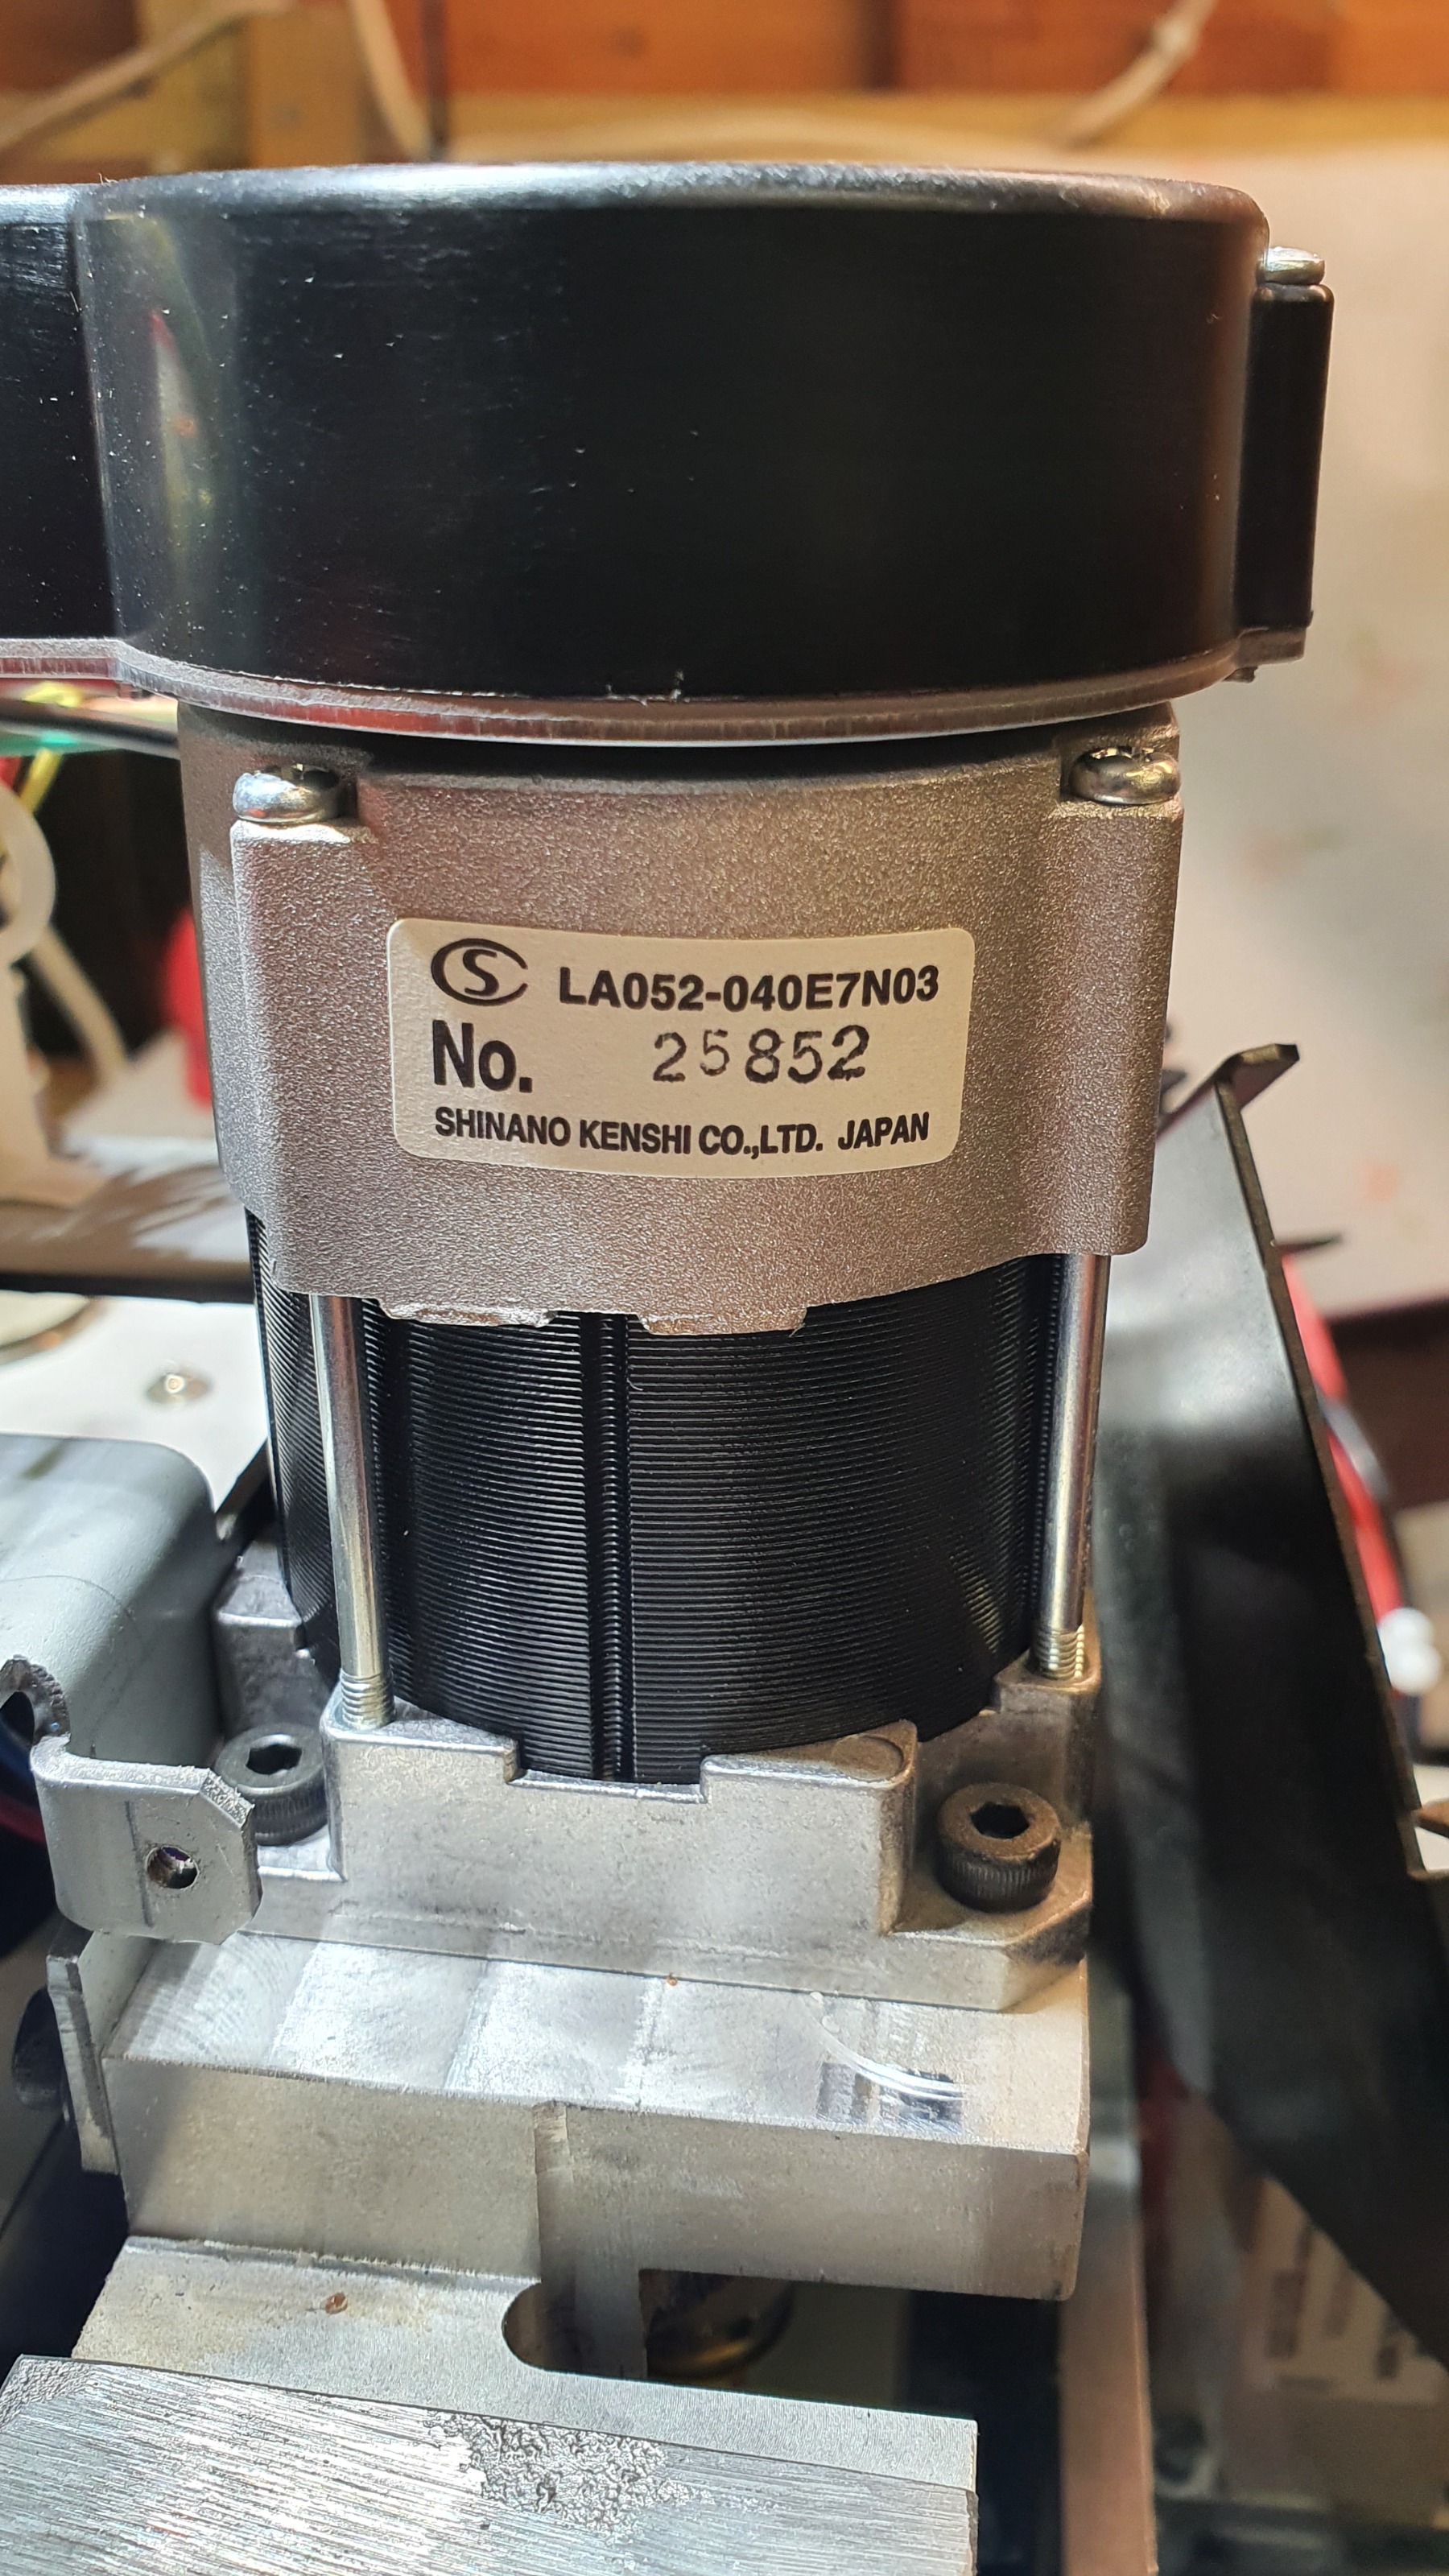 S LA052-040E7N03
No. 25852
SHINANO KENSHI CO.,LTD. JAPAN